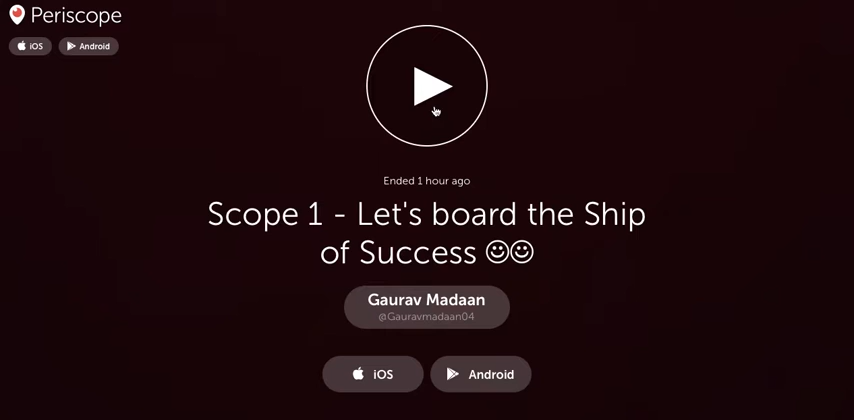 Periscope
iOS
Android
Ended 1 hour ago
Scope 1 - Let's board the Ship
of Success ☺☺
Gaurav Madaan
@Gauravmadaan04
iOS
Android